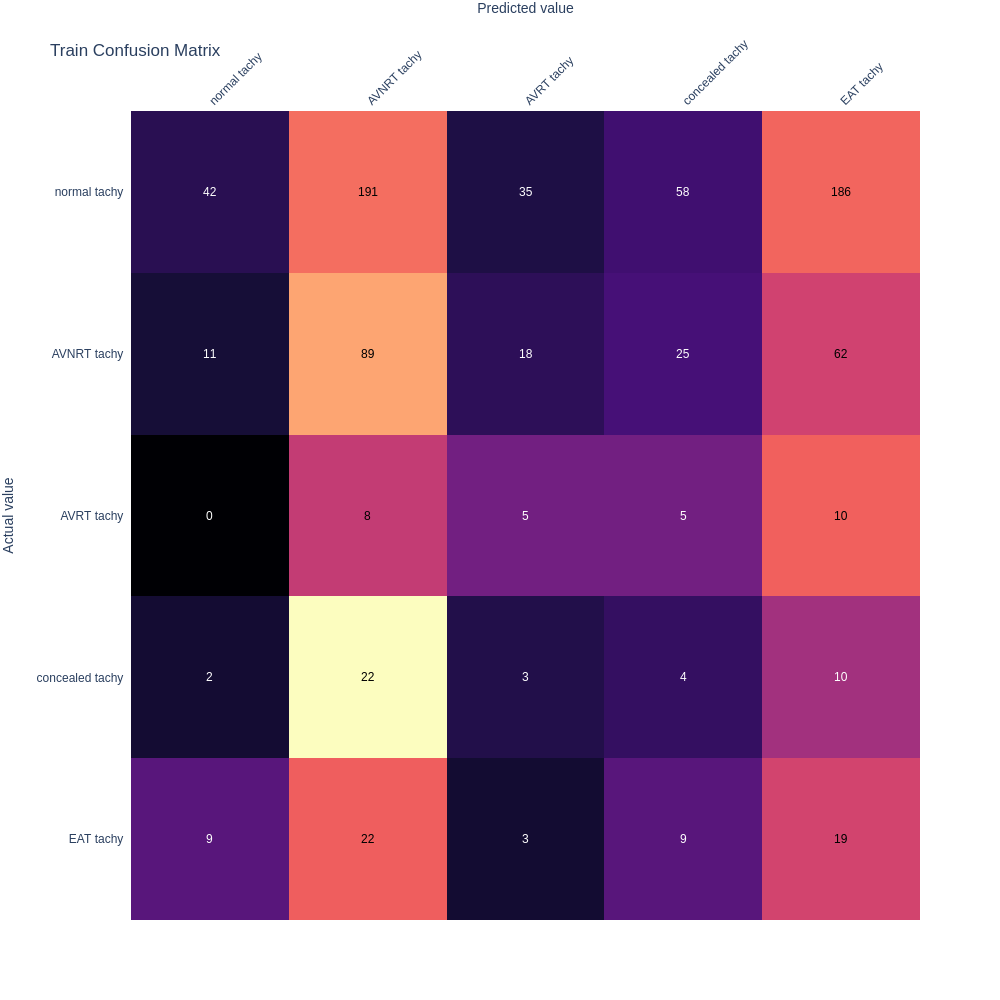 Predicted value
Train Confusion Matrix
normal tachy
AVNRT tachy
AVRT tachy
concealed tachy
EAT tachy
Actual value
normal tachy 42 191 35 58 186
AVNRT tachy 11 89 18 25 62
AVRT tachy 0 8 5 5 10
concealed tachy 2 22 3 4 10
EAT tachy 9 22 3 9 19